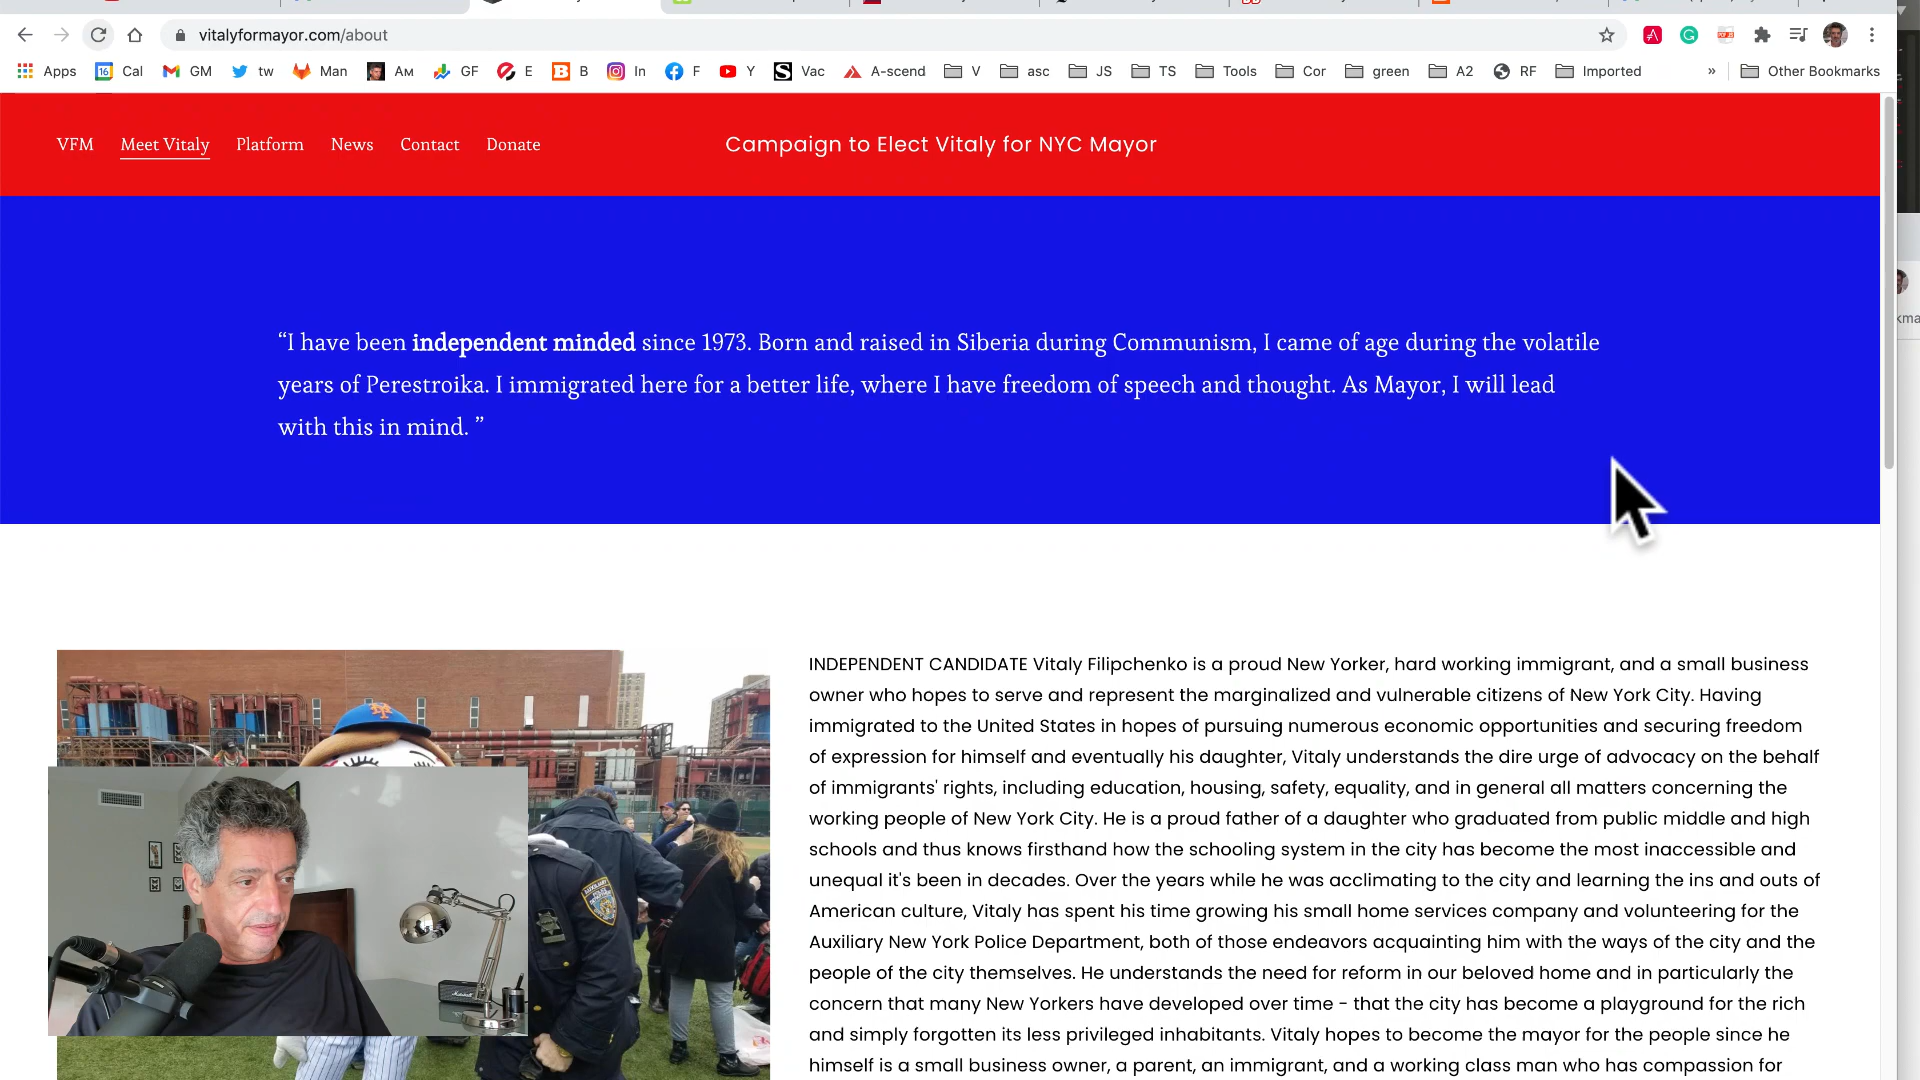 vitalyformayor.com/about
Apps 16 Cal GM tw Man Ам GF E B In F Y Vac A-scend V asc JS TS Tools Cor green A2 RF Imported » Other Bookmarks
VFM Meet Vitaly Platform News Contact Donate Campaign to Elect Vitaly for NYC Mayor
“I have been independent minded since 1973. Born and raised in Siberia during Communism, I came of age during the volatile
years of Perestroika. I immigrated here for a better life, where I have freedom of speech and thought. As Mayor, I will lead
with this in mind. ”
INDEPENDENT CANDIDATE Vitaly Filipchenko is a proud New Yorker, hard working immigrant, and a small business
owner who hopes to serve and represent the marginalized and vulnerable citizens of New York City. Having
immigrated to the United States in hopes of pursuing numerous economic opportunities and securing freedom
of expression for himself and eventually his daughter, Vitaly understands the dire urge of advocacy on the behalf
of immigrants' rights, including education, housing, safety, equality, and in general all matters concerning the
working people of New York City. He is a proud father of a daughter who graduated from public middle and high
schools and thus knows firsthand how the schooling system in the city has become the most inaccessible and
unequal it's been in decades. Over the years while he was acclimating to the city and learning the ins and outs of
American culture, Vitaly has spent his time growing his small home services company and volunteering for the
Auxiliary New York Police Department, both of those endeavors acquainting him with the ways of the city and the
people of the city themselves. He understands the need for reform in our beloved home and in particularly the
concern that many New Yorkers have developed over time - that the city has become a playground for the rich
and simply forgotten its less privileged inhabitants. Vitaly hopes to become the mayor for the people since he
himself is a small business owner, a parent, an immigrant, and a working class man who has compassion for